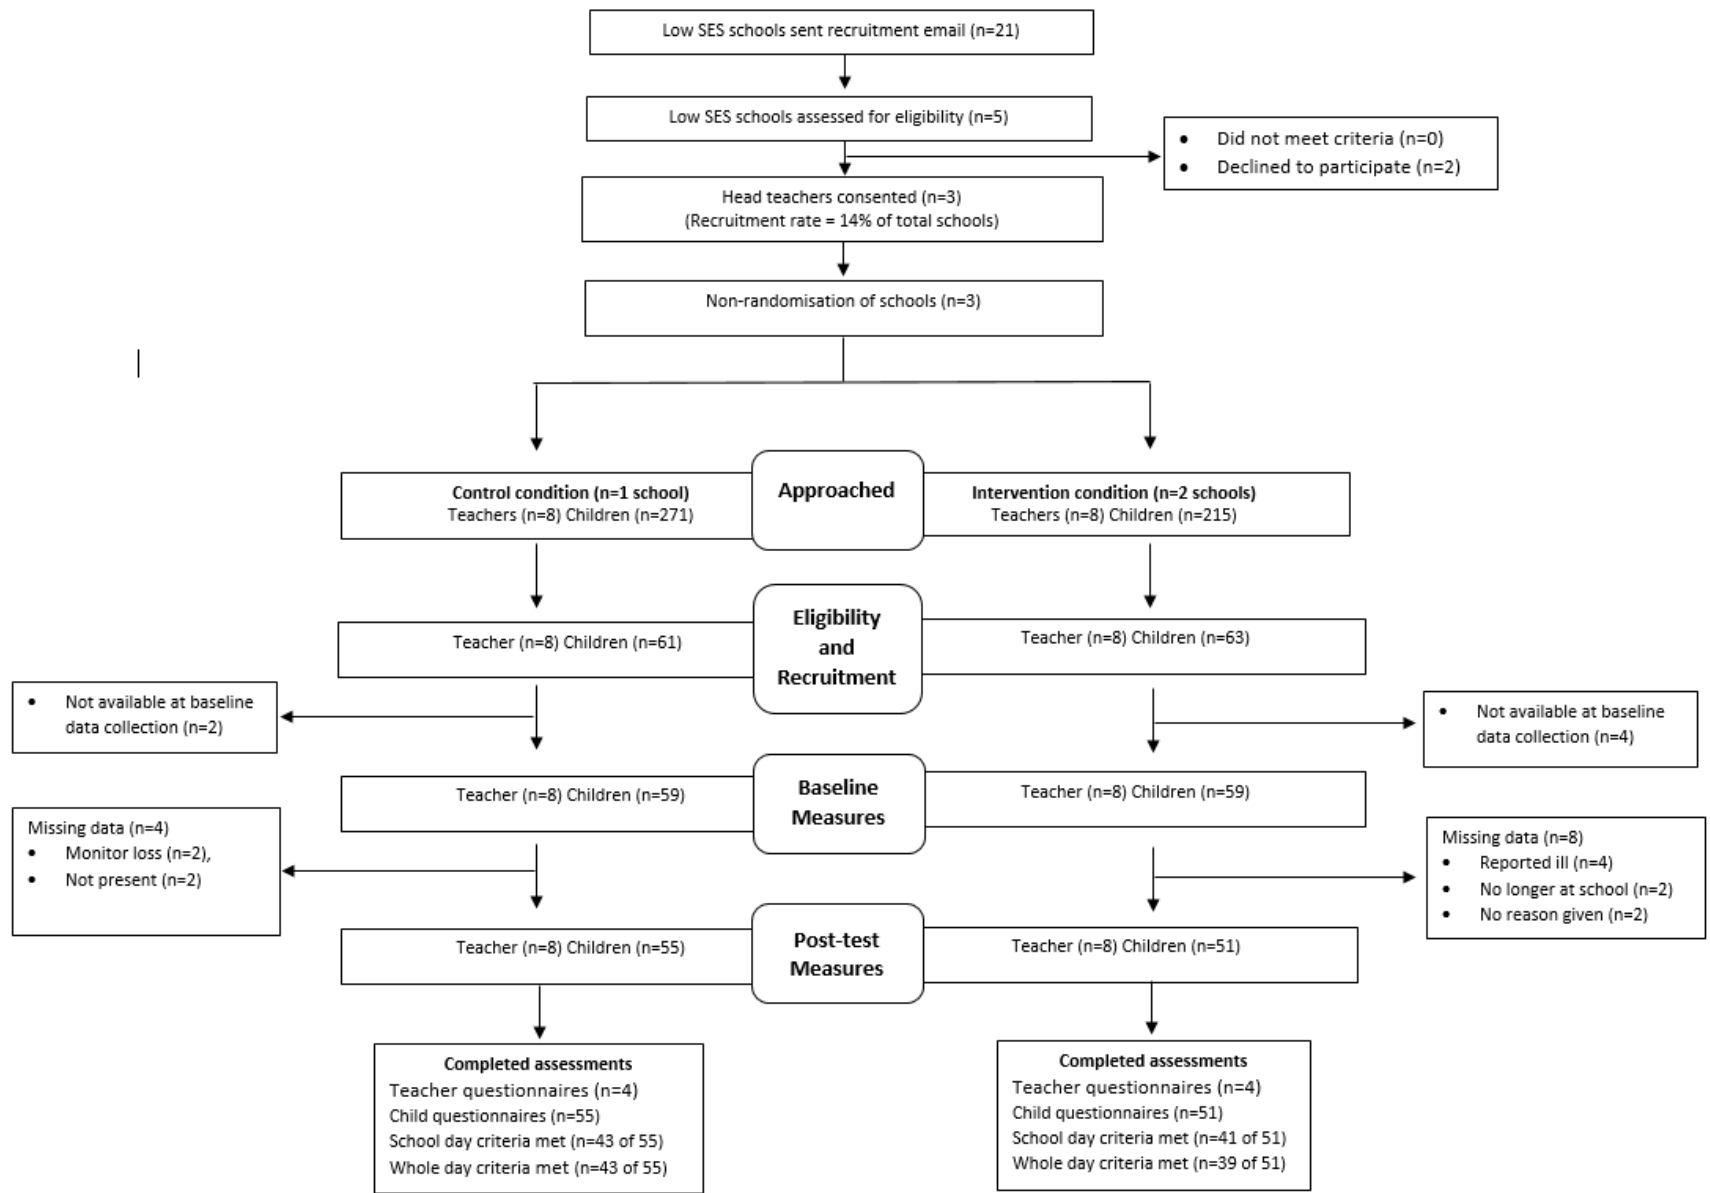 Low SES schools sent recruitment email (n=21)
Low SES schools assessed for eligibility (n=5)
• Did not meet criteria (n=0)
• Declined to participate (n=2)
Head teachers consented (n=3)
(Recruitment rate = 14% of total schools)
Non-randomisation of schools (n=3)
Control condition (n=1 school)
Teachers (n=8) Children (n=271)
Approached
Intervention condition (n=2 schools)
Teachers (n=8) Children (n=215)
Teacher (n=8) Children (n=61)
Eligibility
and
Recruitment
Teacher (n=8) Children (n=63)
• Not available at baseline
data collection (n=2)
• Not available at baseline
data collection (n=4)
Teacher (n=8) Children (n=59)
Baseline
Measures
Teacher (n=8) Children (n=59)
Missing data (n=4)
• Monitor loss (n=2),
• Not present (n=2)
Missing data (n=8)
• Reported ill (n=4)
• No longer at school (n=2)
• No reason given (n=2)
Teacher (n=8) Children (n=55)
Post-test
Measures
Teacher (n=8) Children (n=51)
Completed assessments
Teacher questionnaires (n=4)
Child questionnaires (n=55)
School day criteria met (n=43 of 55)
Whole day criteria met (n=43 of 55)
Completed assessments
Teacher questionnaires (n=4)
Child questionnaires (n=51)
School day criteria met (n=41 of 51)
Whole day criteria met (n=39 of 51)